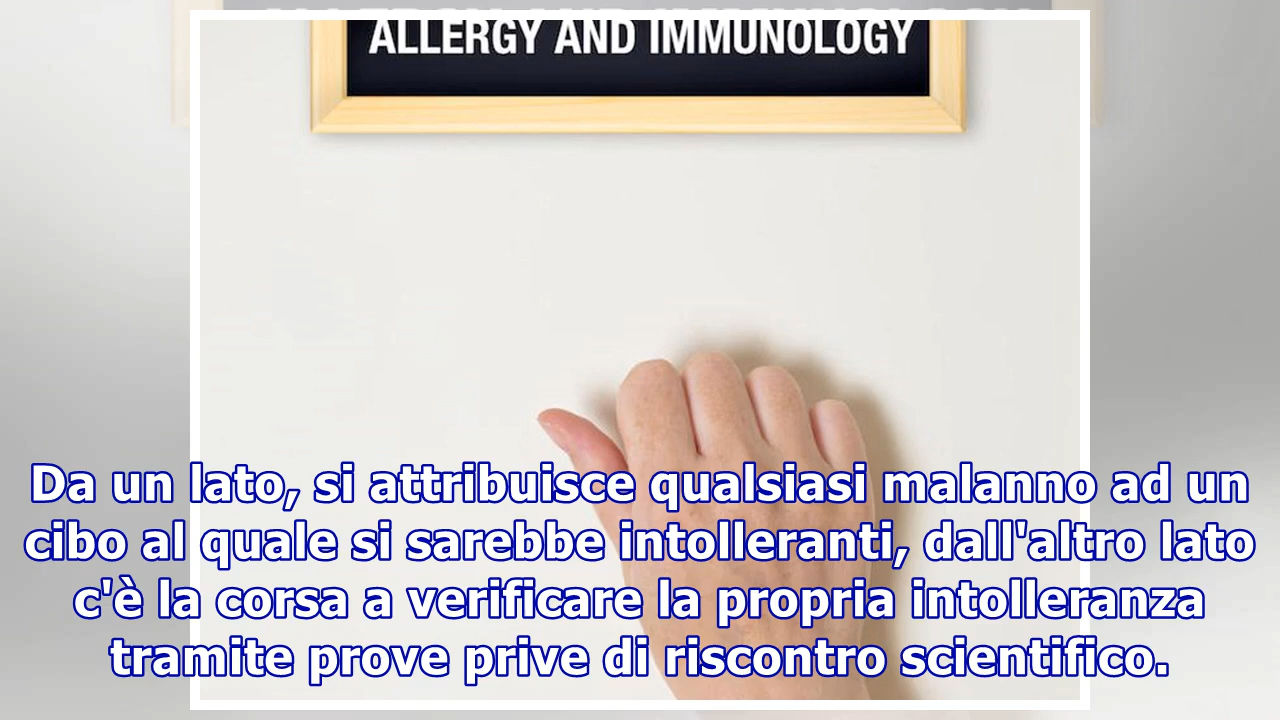 ALLERGY AND IMMUNOLOGY
Da un lato, si attribuisce qualsiasi malanno ad un
cibo al quale si sarebbe intolleranti, dall'altro lato
c'è la corsa a verificare la propria intolleranza
tramite prove prive di riscontro scientifico.